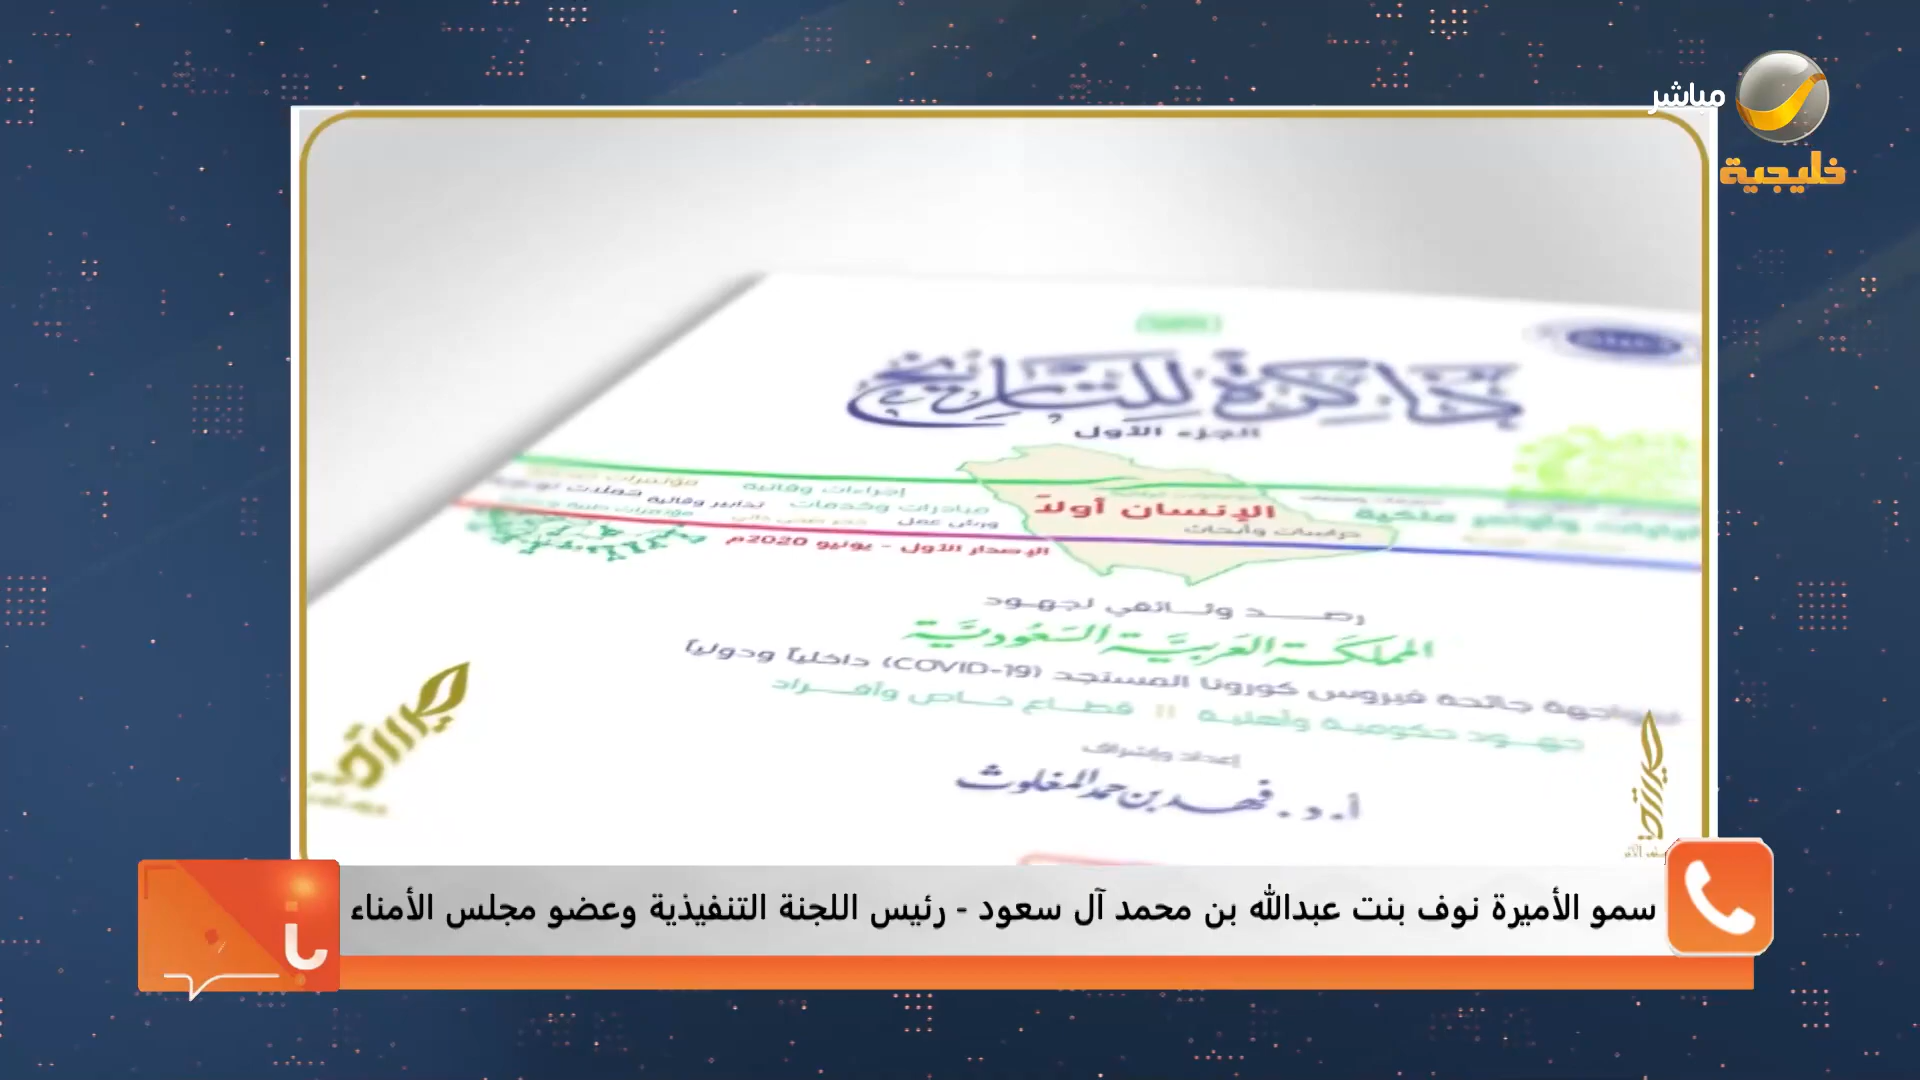 مباشر
خليجية
ذاكرة للتاريخ
الجزء الأول
إجراءات وقائية
مبادرات وخدمات
تدابير وقائية
ورش عمل
الإنسان أولاً
دراسات وأبحاث
الإصدار الأول - يونيو 2020م
رصد وثائقي لجهود
المملكة العربية السعودية
لمواجهة جائحة فيروس كورونا المستجد (COVID-19) داخلياً ودولياً
جهود حكومية وأهلية || قطاع خاص وأفراد
إعداد وإشراف
أ. د. فهد بن حمد المغلوث
سمو الأميرة نوف بنت عبدالله بن محمد آل سعود - رئيس اللجنة التنفيذية وعضو مجلس الأمناء